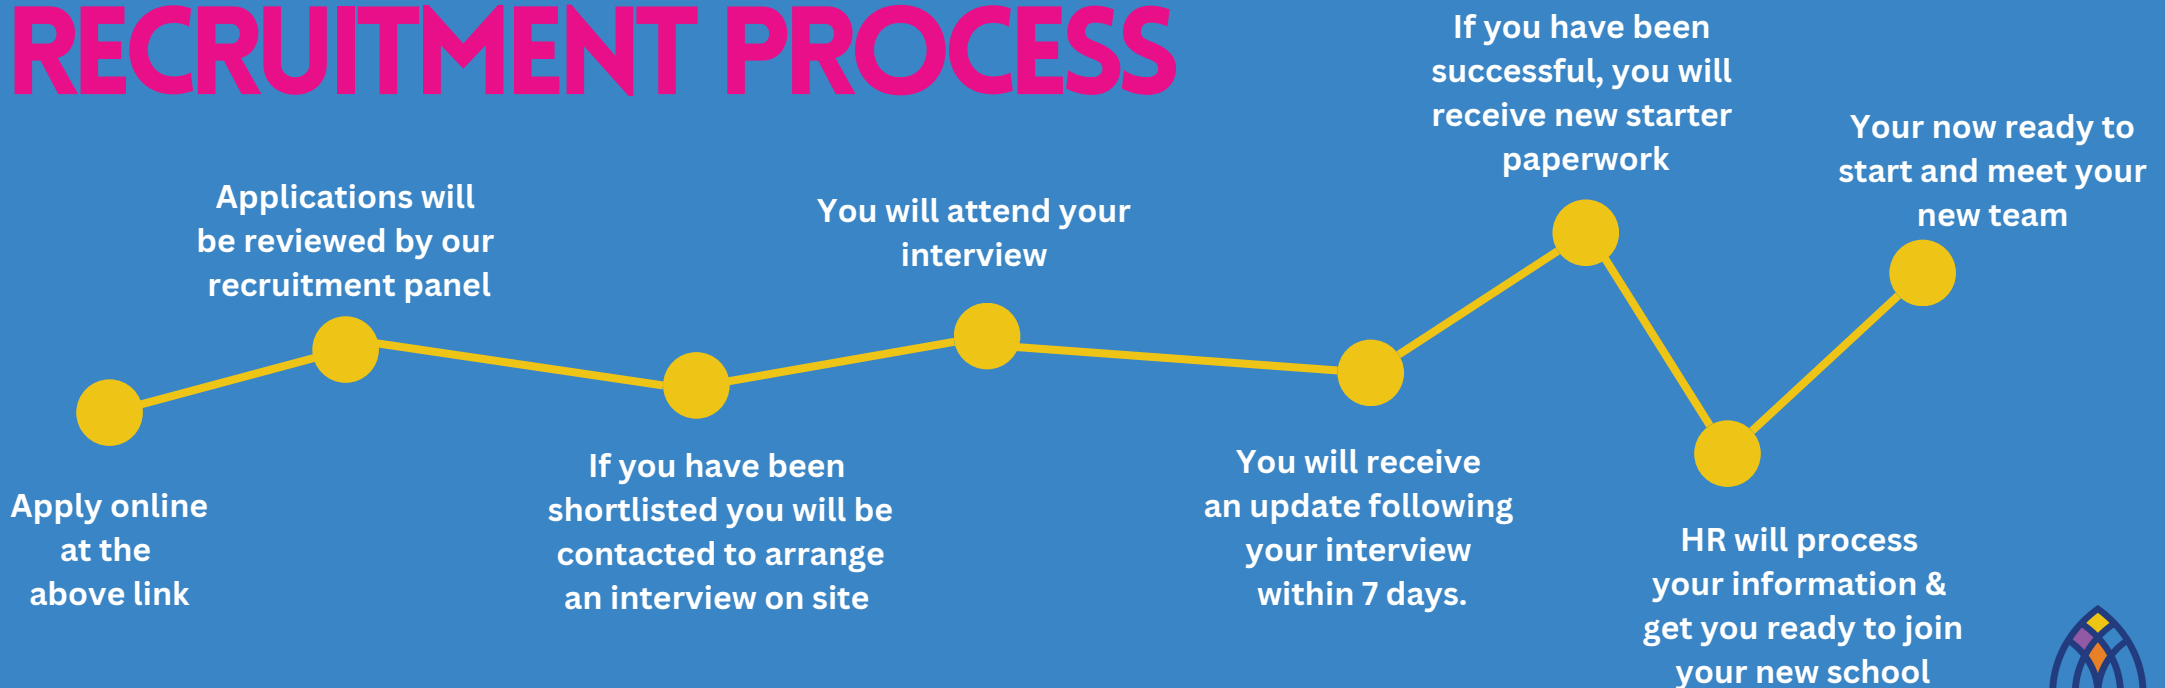 RECRUITMENT PROCESS
Apply online
at the
above link
Applications will
be reviewed by our
recruitment panel
If you have been
shortlisted you will be
contacted to arrange
an interview on site
You will attend your
interview
You will receive
an update following
your interview
within 7 days.
If you have been
successful, you will
receive new starter
paperwork
HR will process
your information &
get you ready to join
your new school
Your now ready to
start and meet your
new team